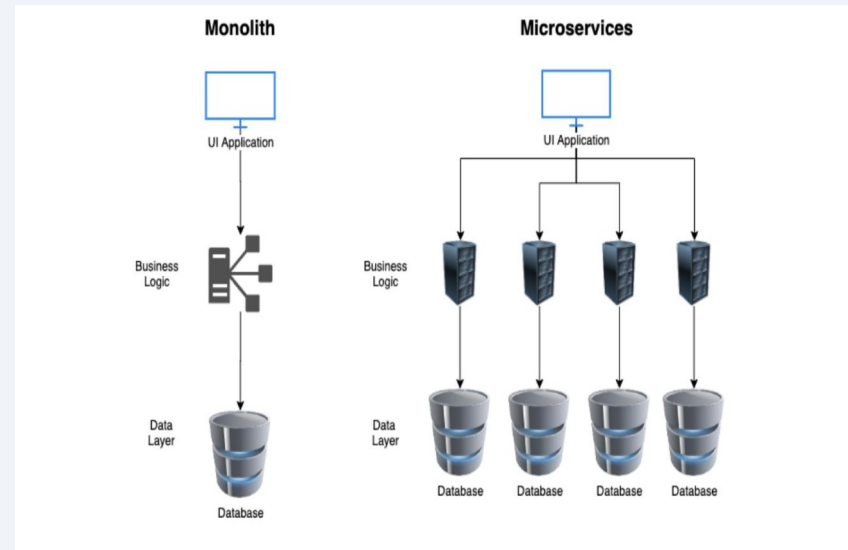 Monolith
Microservices
UI Application
UI Application
Business
Logic
Business
Logic
Data
Layer
Data
Layer
Database
Database
Database
Database
Database